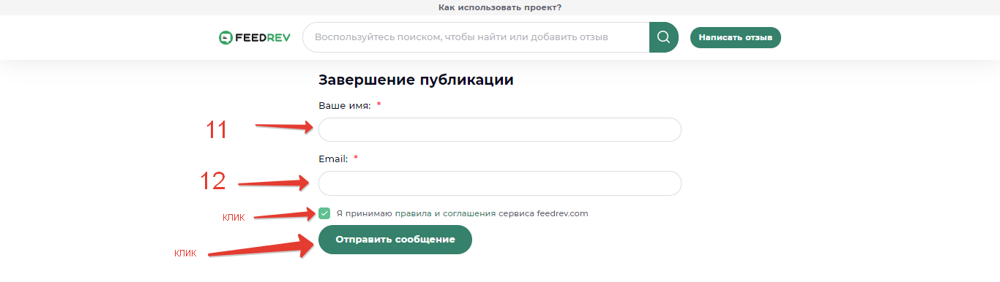 Как использовать проект?
FEEDREV
Воспользуйтесь поиском, чтобы найти или добавить отзыв
Написать отзыв
Завершение публикации
Ваше имя: *
11
Email: *
12
клик
Я принимаю правила и соглашения сервиса feedrev.com
Отправить сообщение
клик